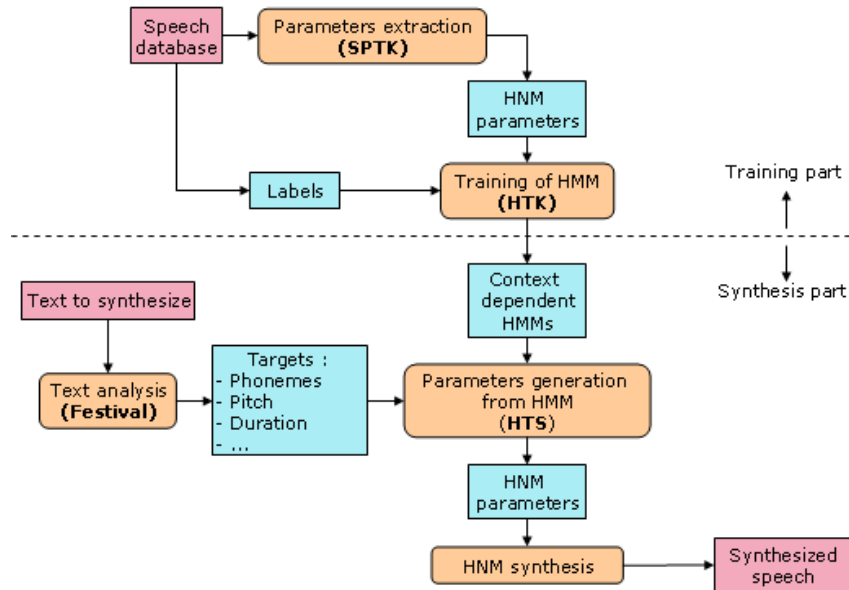 Speech
database
Parameters extraction
(SPTK)
HNM
parameters
Labels
Training of HMM
(HTK)
Training part
Synthesis part
Text to synthesize
Context
dependent
HMMs
Text analysis
(Festival)
Targets :
- Phonemes
- Pitch
- Duration
- ...
Parameters generation
from HMM
(HTS)
HNM
parameters
HNM synthesis
Synthesized
speech